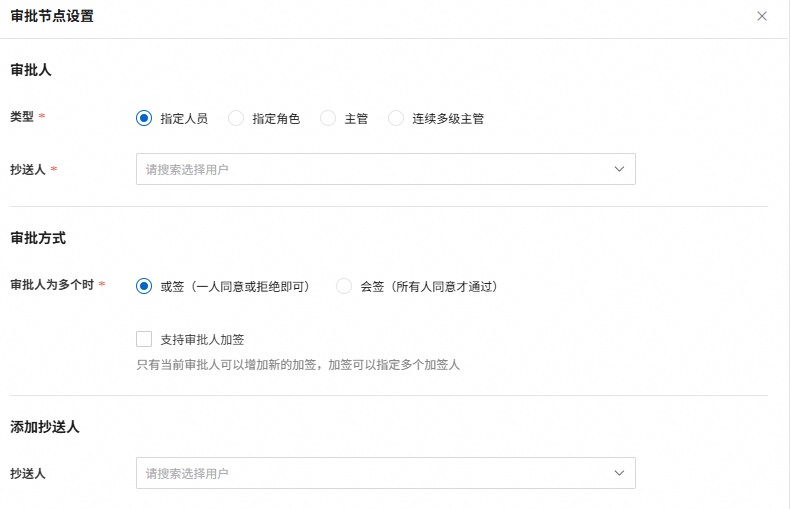 审批节点设置
审批人
类型 * 指定人员 指定角色 主管 连续多级主管
抄送人 * 请搜索选择用户
审批方式
审批人为多个时 * 或签（一人同意或拒绝即可） 会签（所有人同意才通过）
支持审批人加签
只有当前审批人可以增加新的加签，加签可以指定多个加签人
添加抄送人
抄送人 请搜索选择用户